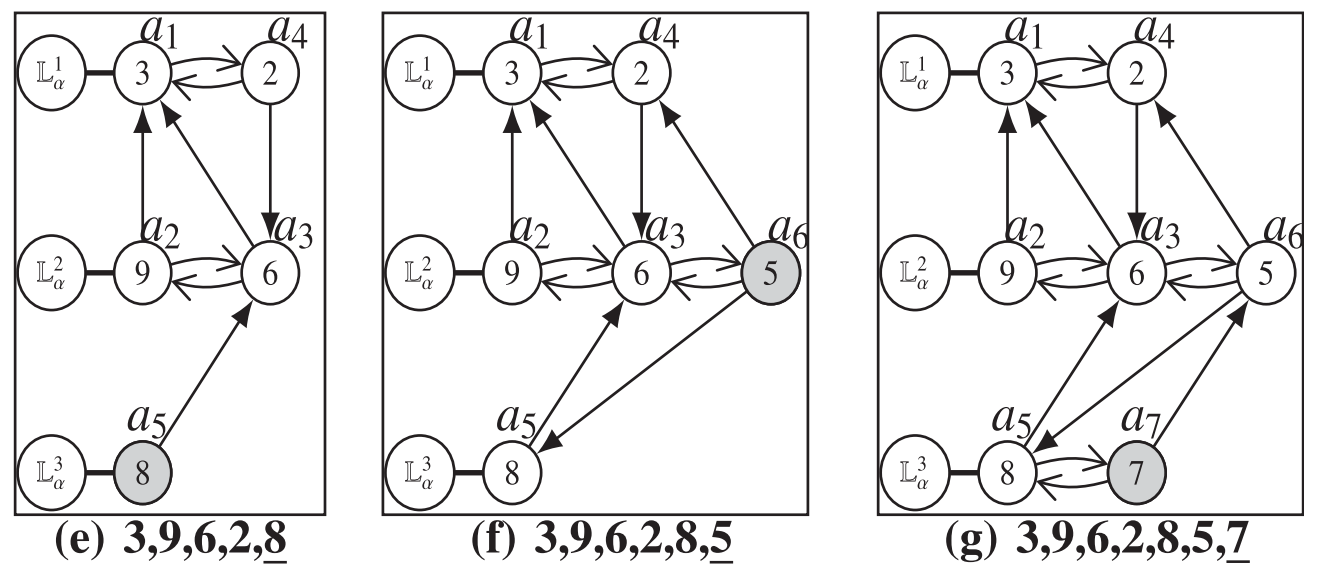 a₁ a₄
𝕃¹α 3 2
a₂ a₃
𝕃²α 9 6
a₅
𝕃³α 8
(e) 3,9,6,2,8
a₁ a₄
𝕃¹α 3 2
a₂ a₃ a₆
𝕃²α 9 6 5
a₅
𝕃³α 8
(f) 3,9,6,2,8,5
a₁ a₄
𝕃¹α 3 2
a₂ a₃ a₆
𝕃²α 9 6 5
a₅ a₇
𝕃³α 8 7
(g) 3,9,6,2,8,5,7